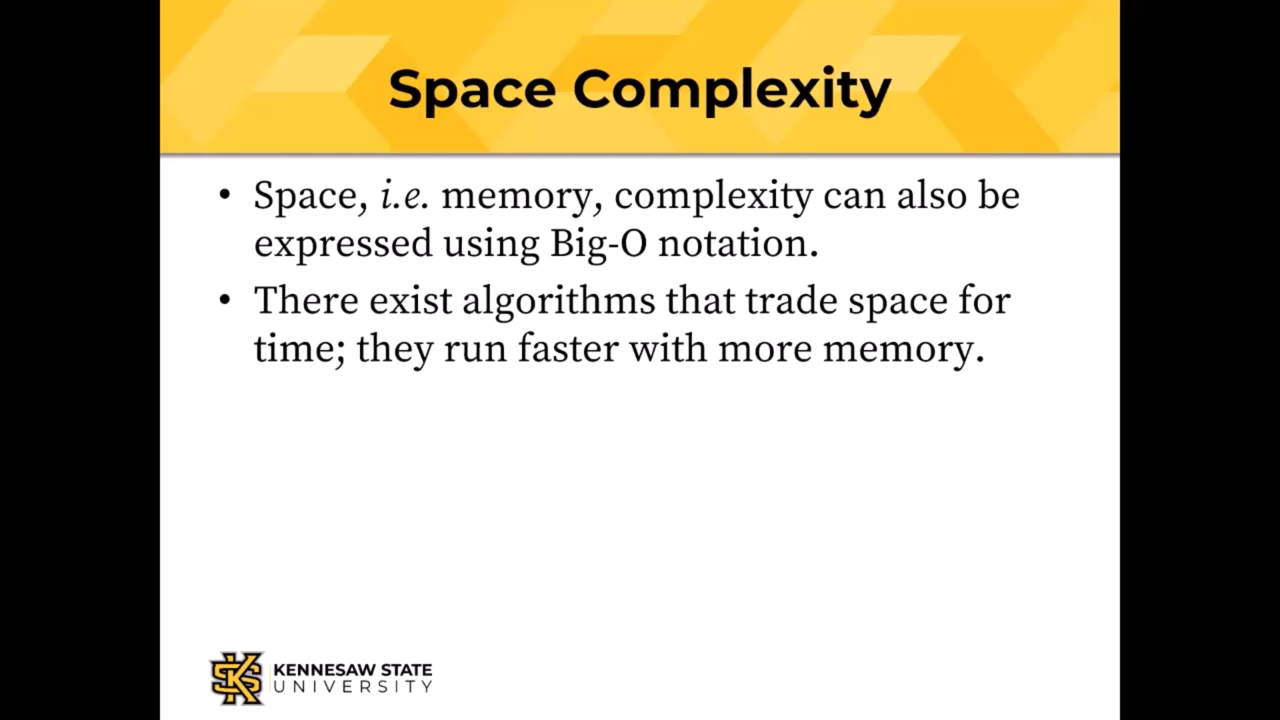 Space Complexity
• Space, i.e. memory, complexity can also be
expressed using Big-O notation.
• There exist algorithms that trade space for
time; they run faster with more memory.
KS
KENNESAW STATE
UNIVERSITY